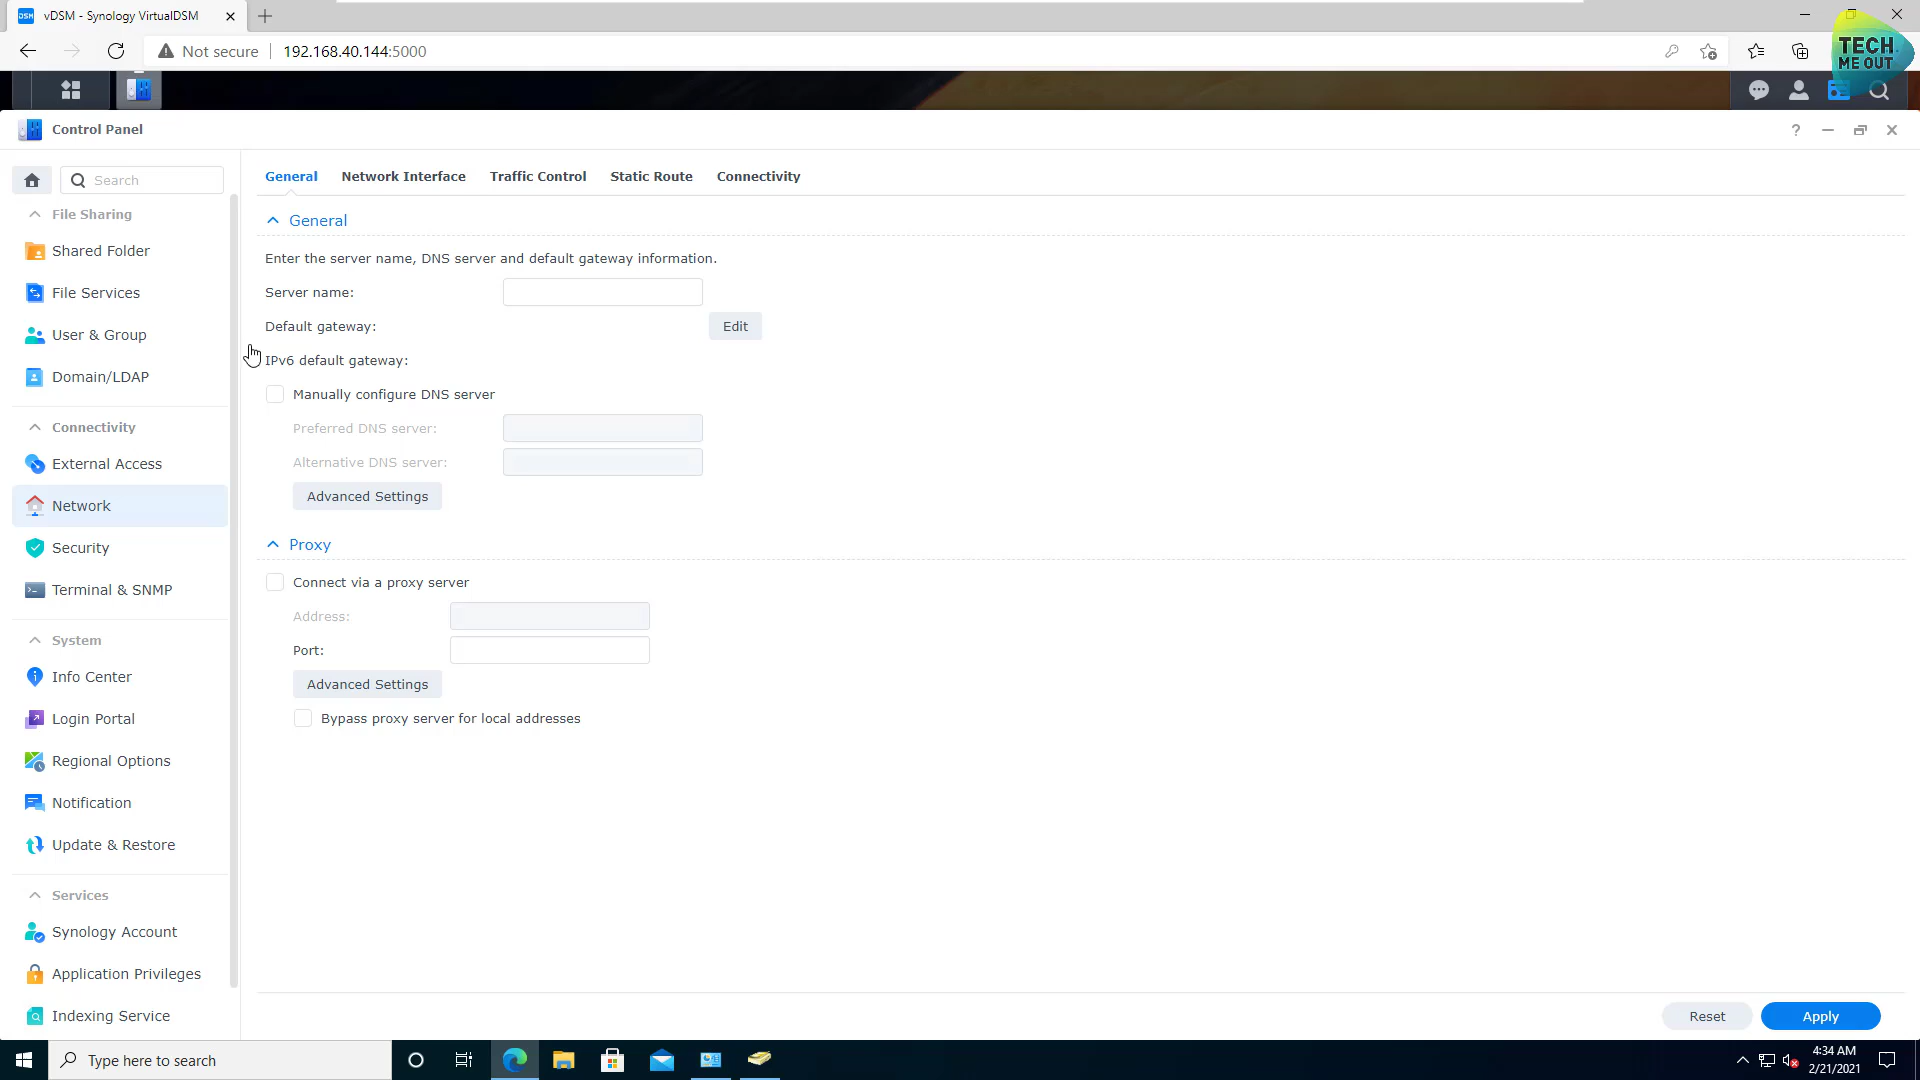 vDSM - Synology VirtualDSM
Not secure
192.168.40.144:5000
TECH
ME OUT
Control Panel
Search
File Sharing
Shared Folder
File Services
User & Group
Domain/LDAP
Connectivity
External Access
Network
Security
Terminal & SNMP
System
Info Center
Login Portal
Regional Options
Notification
Update & Restore
Services
Synology Account
Application Privileges
Indexing Service
General Network Interface Traffic Control Static Route Connectivity
General
Enter the server name, DNS server and default gateway information.
Server name:
Default gateway: Edit
IPv6 default gateway:
Manually configure DNS server
Preferred DNS server:
Alternative DNS server:
Advanced Settings
Proxy
Connect via a proxy server
Address:
Port:
Advanced Settings
Bypass proxy server for local addresses
Reset Apply
Type here to search
4:34 AM
2/21/2021